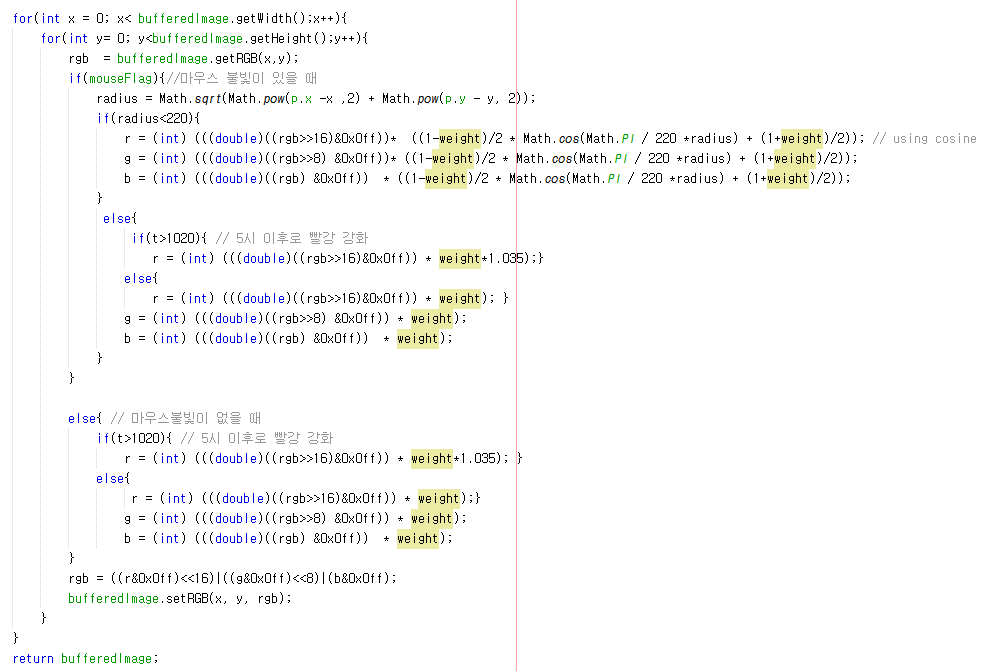 for(int x = 0; x< bufferedImage.getWidth();x++){
for(int y= 0; y<bufferedImage.getHeight();y++){
rgb  = bufferedImage.getRGB(x,y);
if(mouseFlag){//마우스 불빛이 있을 때
radius = Math.sqrt(Math.pow(p.x -x ,2) + Math.pow(p.y - y, 2));
if(radius<220){
r = (int) (((double)((rgb>>16)&0x0ff))*  ((1-weight)/2 * Math.cos(Math.PI / 220 *radius) + (1+weight)/2)); // using cosine
g = (int) (((double)((rgb>>8) &0x0ff))* ((1-weight)/2 * Math.cos(Math.PI / 220 *radius) + (1+weight)/2));
b = (int) (((double)((rgb) &0x0ff))  * ((1-weight)/2 * Math.cos(Math.PI / 220 *radius) + (1+weight)/2));
}
else{
if(t>1020){ // 5시 이후로 빨강 강화
r = (int) (((double)((rgb>>16)&0x0ff)) * weight*1.035);}
else{
r = (int) (((double)((rgb>>16)&0x0ff)) * weight); }
g = (int) (((double)((rgb>>8) &0x0ff)) * weight);
b = (int) (((double)((rgb) &0x0ff))  * weight);
}
}
else{ // 마우스불빛이 없을 때
if(t>1020){ // 5시 이후로 빨강 강화
r = (int) (((double)((rgb>>16)&0x0ff)) * weight*1.035); }
else{
r = (int) (((double)((rgb>>16)&0x0ff)) * weight);}
g = (int) (((double)((rgb>>8) &0x0ff)) * weight);
b = (int) (((double)((rgb) &0x0ff))  * weight);
}
rgb = ((r&0x0ff)<<16)|((g&0x0ff)<<8)|(b&0x0ff);
bufferedImage.setRGB(x, y, rgb);
}
}
return bufferedImage;